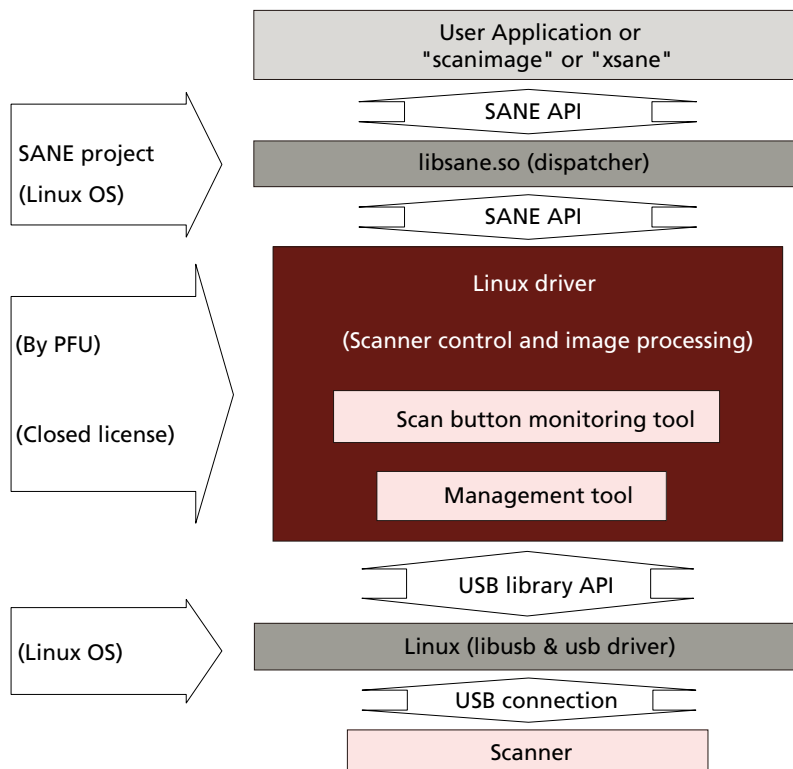 User Application or
"scanimage" or "xsane"
SANE API
SANE project
(Linux OS)
libsane.so (dispatcher)
SANE API
Linux driver
(Scanner control and image processing)
(By PFU)
(Closed license)
Scan button monitoring tool
Management tool
USB library API
(Linux OS)
Linux (libusb & usb driver)
USB connection
Scanner